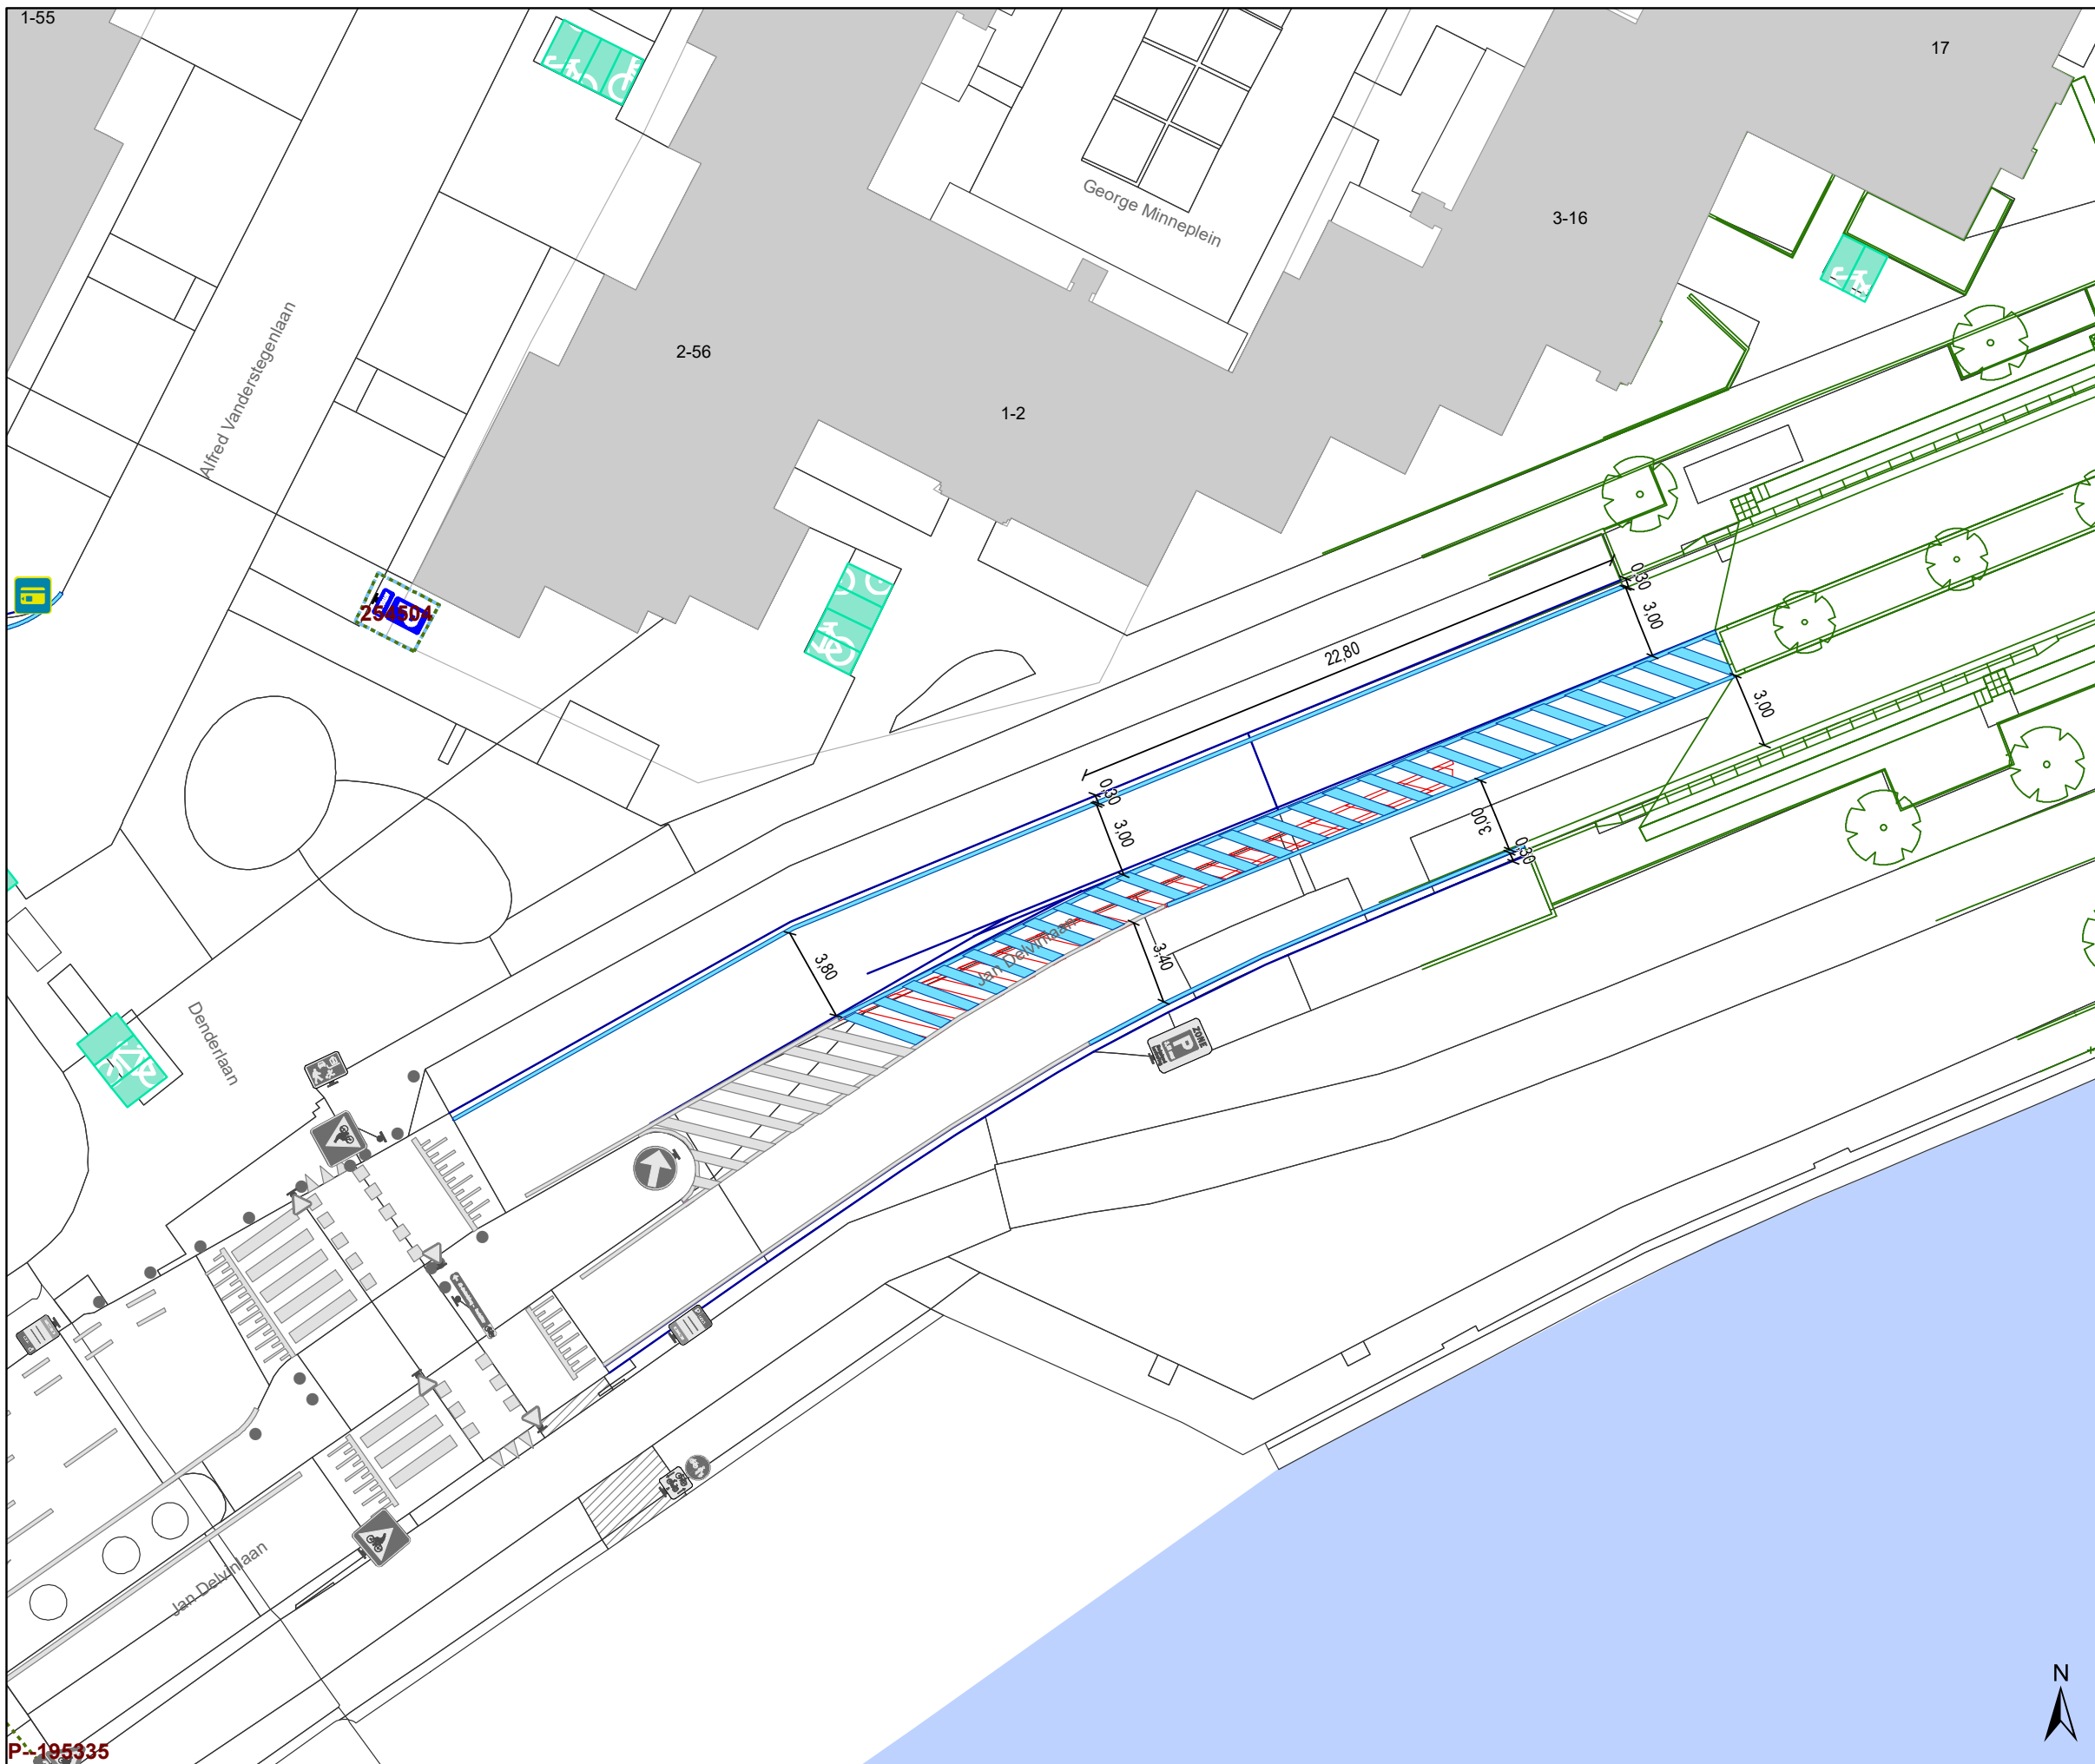 1-55
17
George Minneplein
3-16
Alfred Vanderstegenlaan
2-56
1-2
254504
0,30
3,00
22,80
3,00
0,30
3,00
3,00
0,30
Jan Delvinlaan
3,80
3,40
Denderlaan
ZONE
P
Jan Delvinlaan
N
P--195335